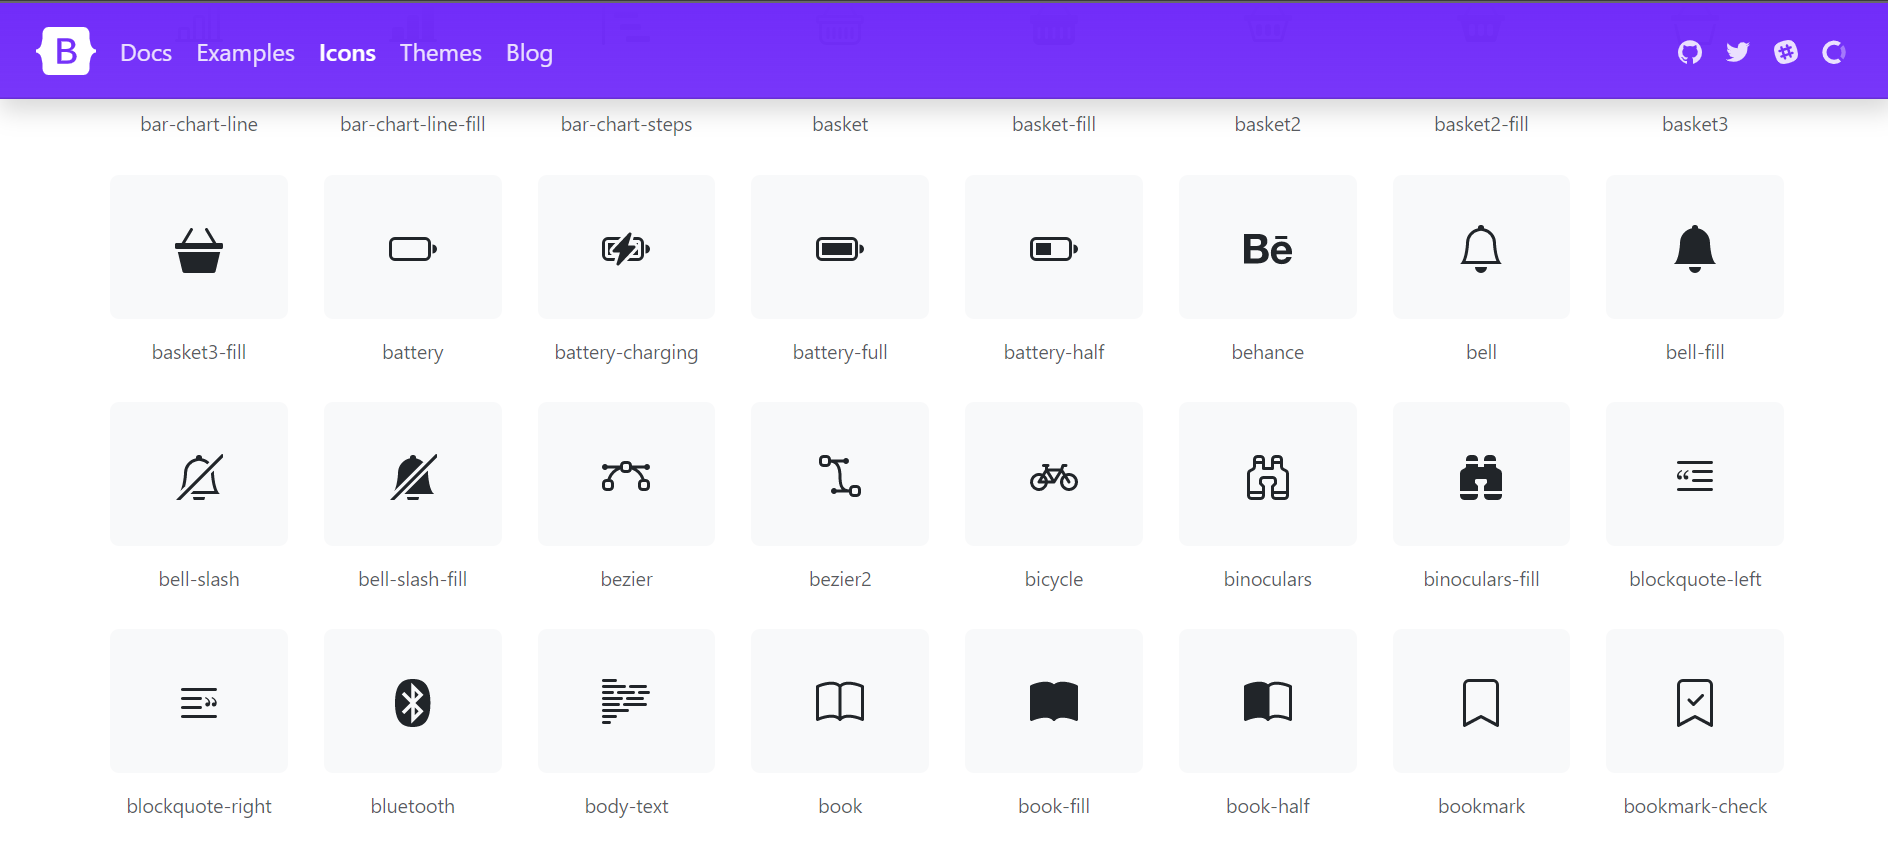 B Docs Examples Icons Themes Blog
bar-chart-line bar-chart-line-fill bar-chart-steps basket basket-fill basket2 basket2-fill basket3
Bē
basket3-fill battery battery-charging battery-full battery-half behance bell bell-fill
bell-slash bell-slash-fill bezier bezier2 bicycle binoculars binoculars-fill blockquote-left
blockquote-right bluetooth body-text book book-fill book-half bookmark bookmark-check